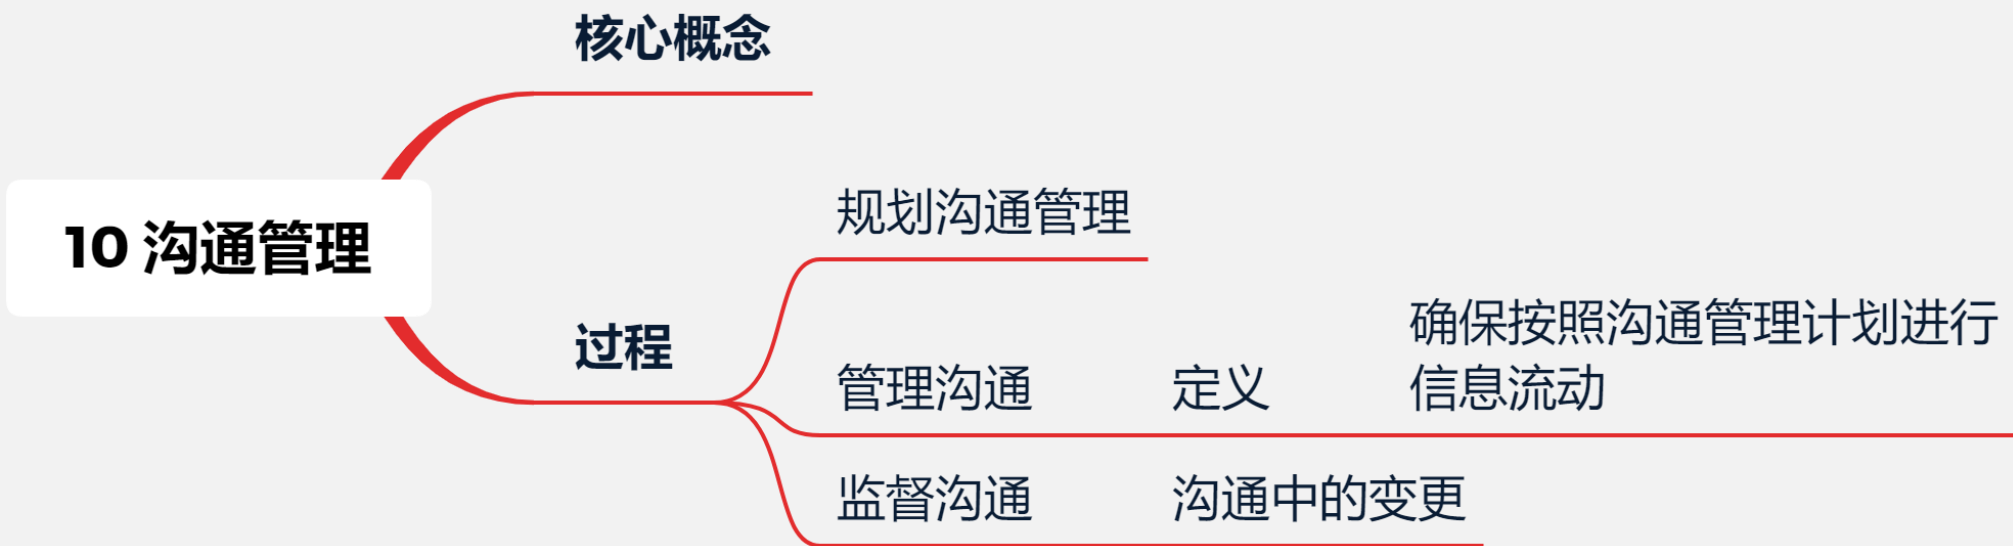 核心概念
10 沟通管理
过程
规划沟通管理
管理沟通
定义
确保按照沟通管理计划进行
信息流动
监督沟通
沟通中的变更